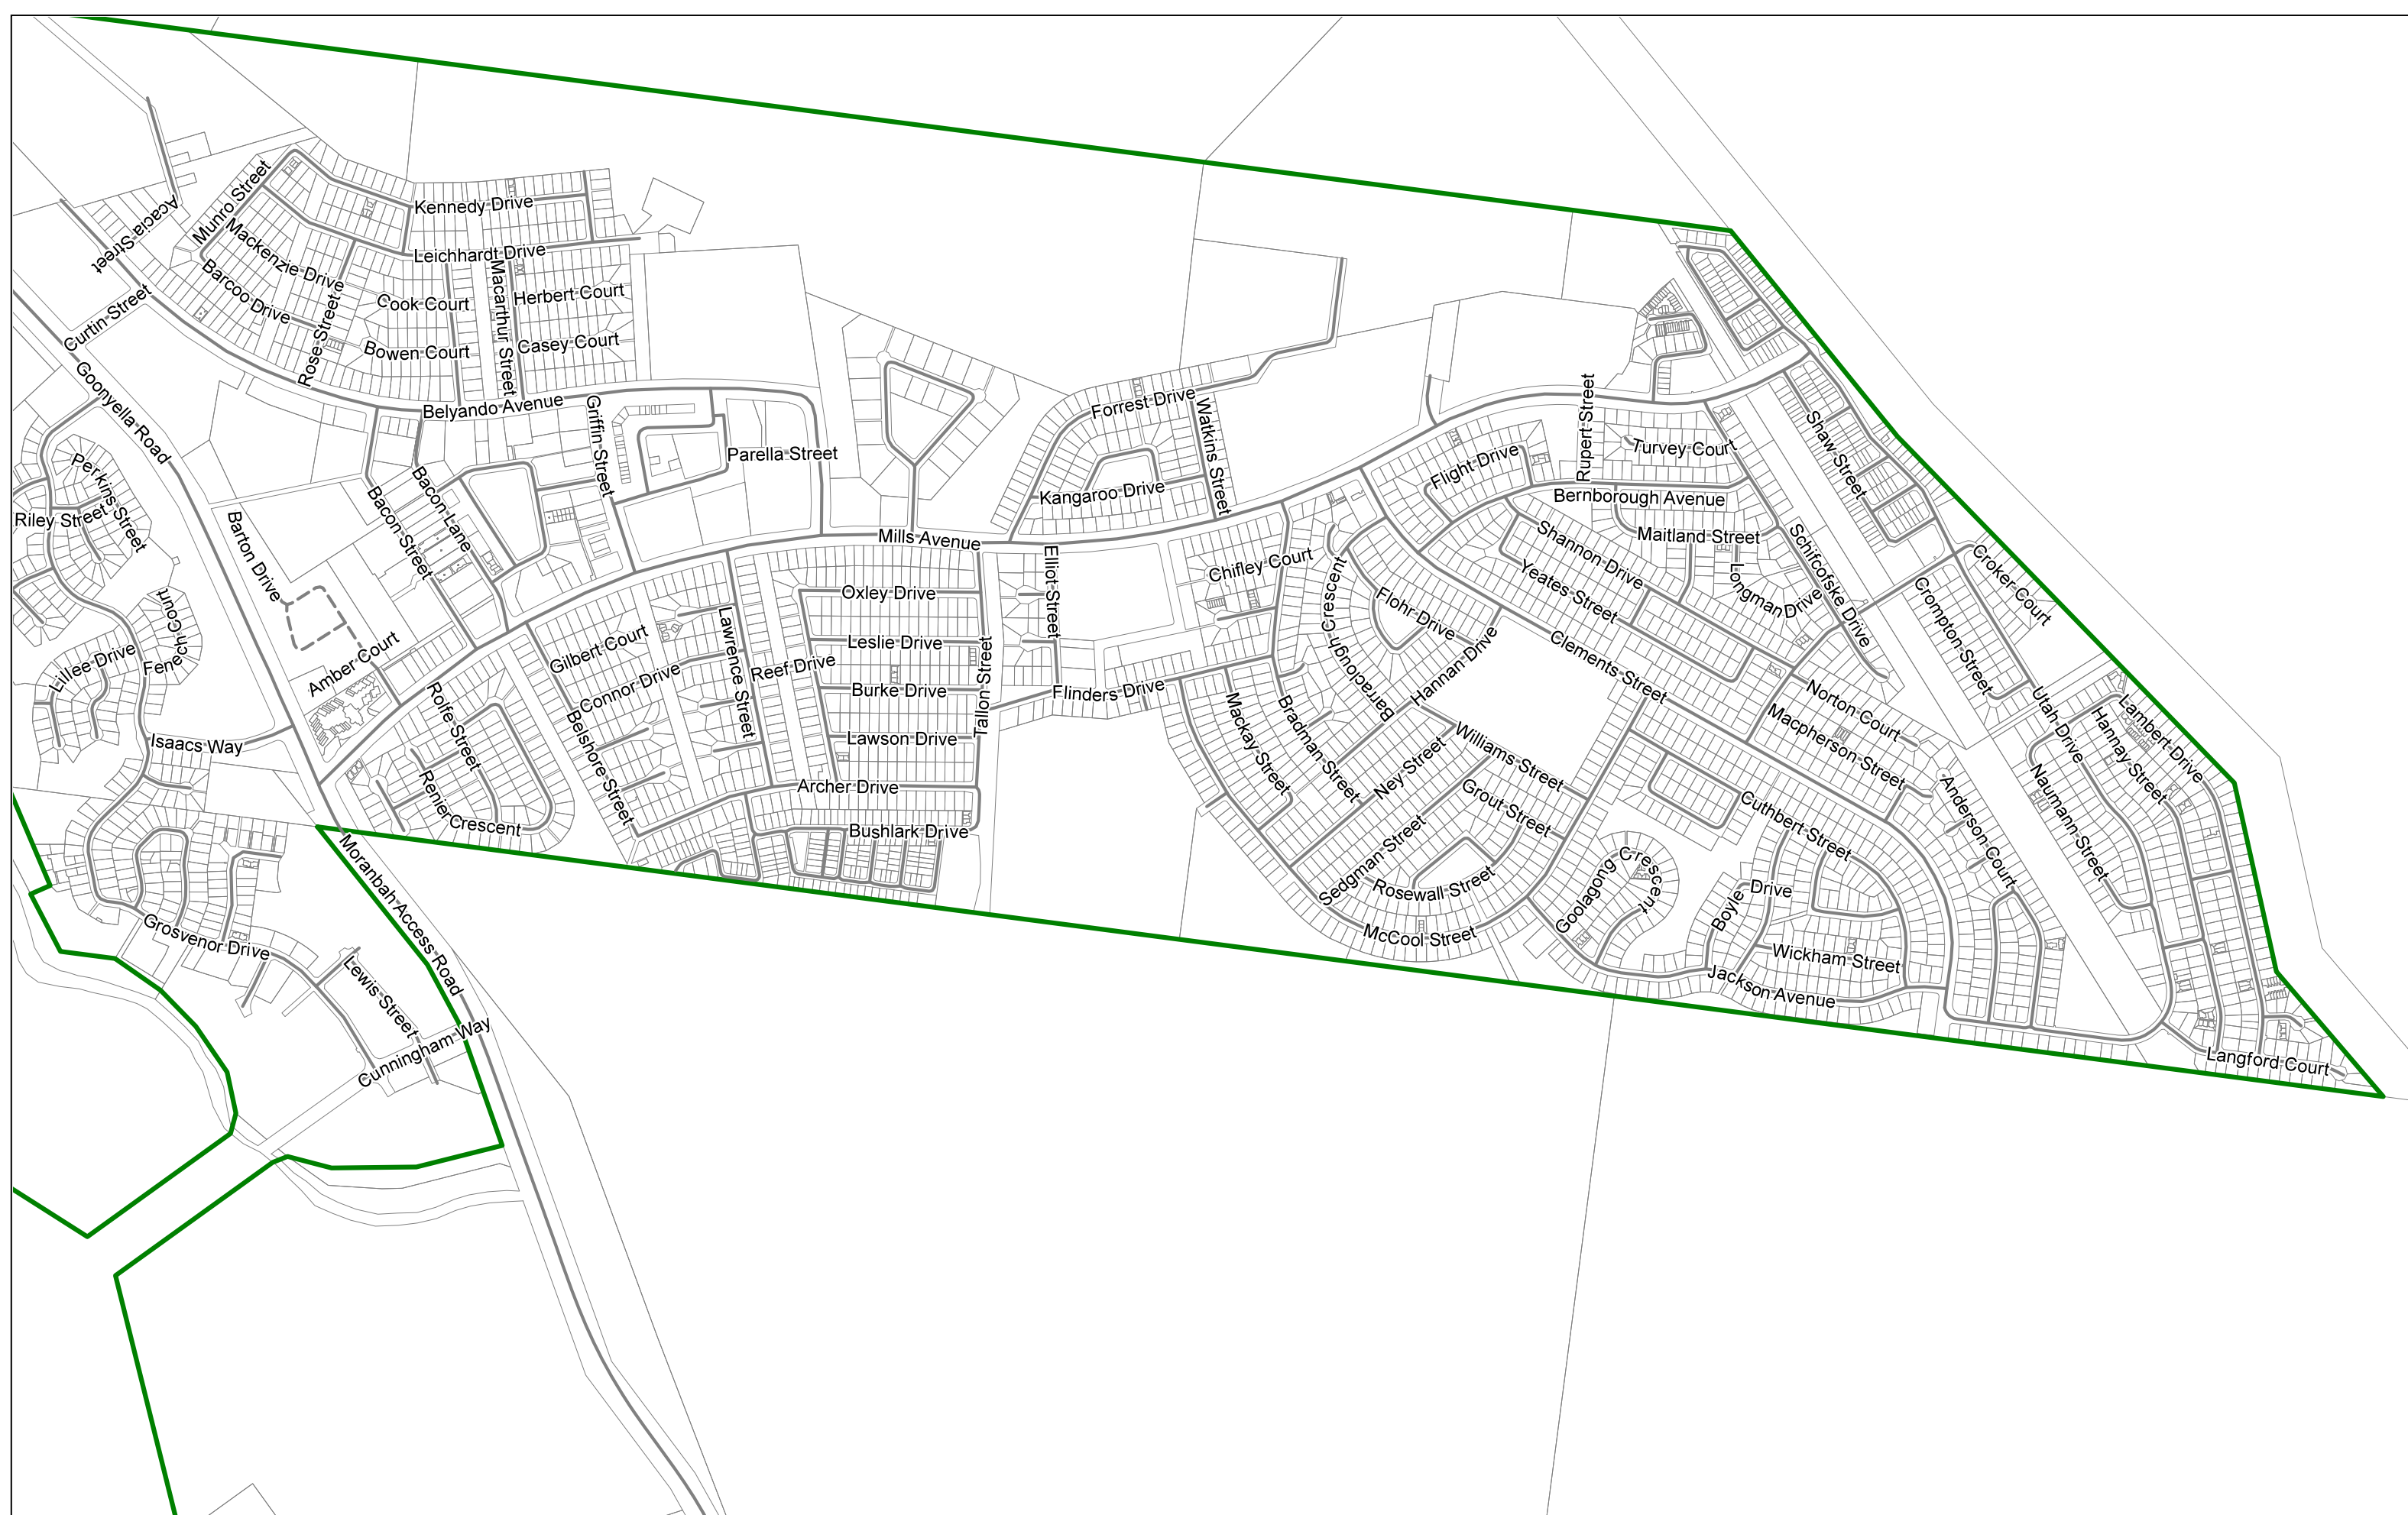 Kennedy Drive
Munro Street
Acacia Street
Mackenzie Drive
Leichhardt Drive
Barcoo Drive
Macarthur Street
Herbert Court
Cook Court
Rose Street
Curtin Street
Casey Court
Bowen Court
Goonyella Road
Belyando Avenue
Griffin Street
Forrest Drive
Watkins Street
Rupert Street
Shaw Street
Turvey Court
Parella Street
Flight Drive
Perkins Street
Bacon Lane
Kangaroo Drive
Bernborough Avenue
Riley Street
Bacon Street
Barton Drive
Mills Avenue
Maitland Street
Shannon Drive
Schifcofske Drive
Elliot Street
Chifley Court
Croker Court
Yeates Street
Longman Drive
Oxley Drive
Crescent
Barraclough
Crompton Street
Fenech Court
Flohr Drive
Gilbert Court
Lawrence Street
Leslie Drive
Hannan Drive
Clements Street
Lillee Drive
Amber Court
Connor Drive
Reef Drive
Tallon Street
Burke Drive
Flinders Drive
Rolfe Street
Belshore Street
Mackay Street
Bradman Street
Norton Court
Macpherson Street
Utah Drive
Hannay Street
Lambert Drive
Isaacs Way
Lawson Drive
Williams Street
Ney Street
Naumann Street
Renier Crescent
Archer Drive
Grout Street
Cuthbert Street
Anderson Court
Bushlark Drive
Moranbah Access Road
Sedgman Street
Rosewall Street
Goolagong Crescent
Boyle Drive
Grosvenor Drive
McCool Street
Wickham Street
Lewis Street
Jackson Avenue
Cunningham Way
Langford Court